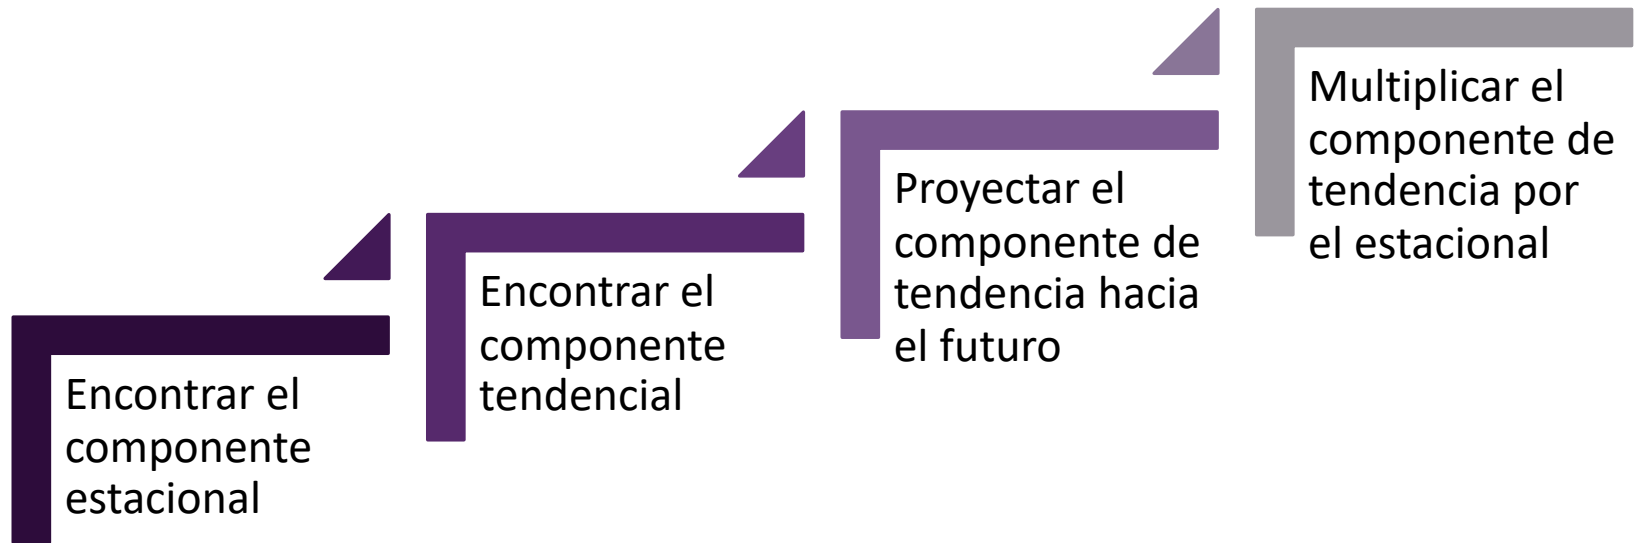 Encontrar el
componente
estacional
Encontrar el
componente
tendencial
Proyectar el
componente de
tendencia hacia
el futuro
Multiplicar el
componente de
tendencia por
el estacional